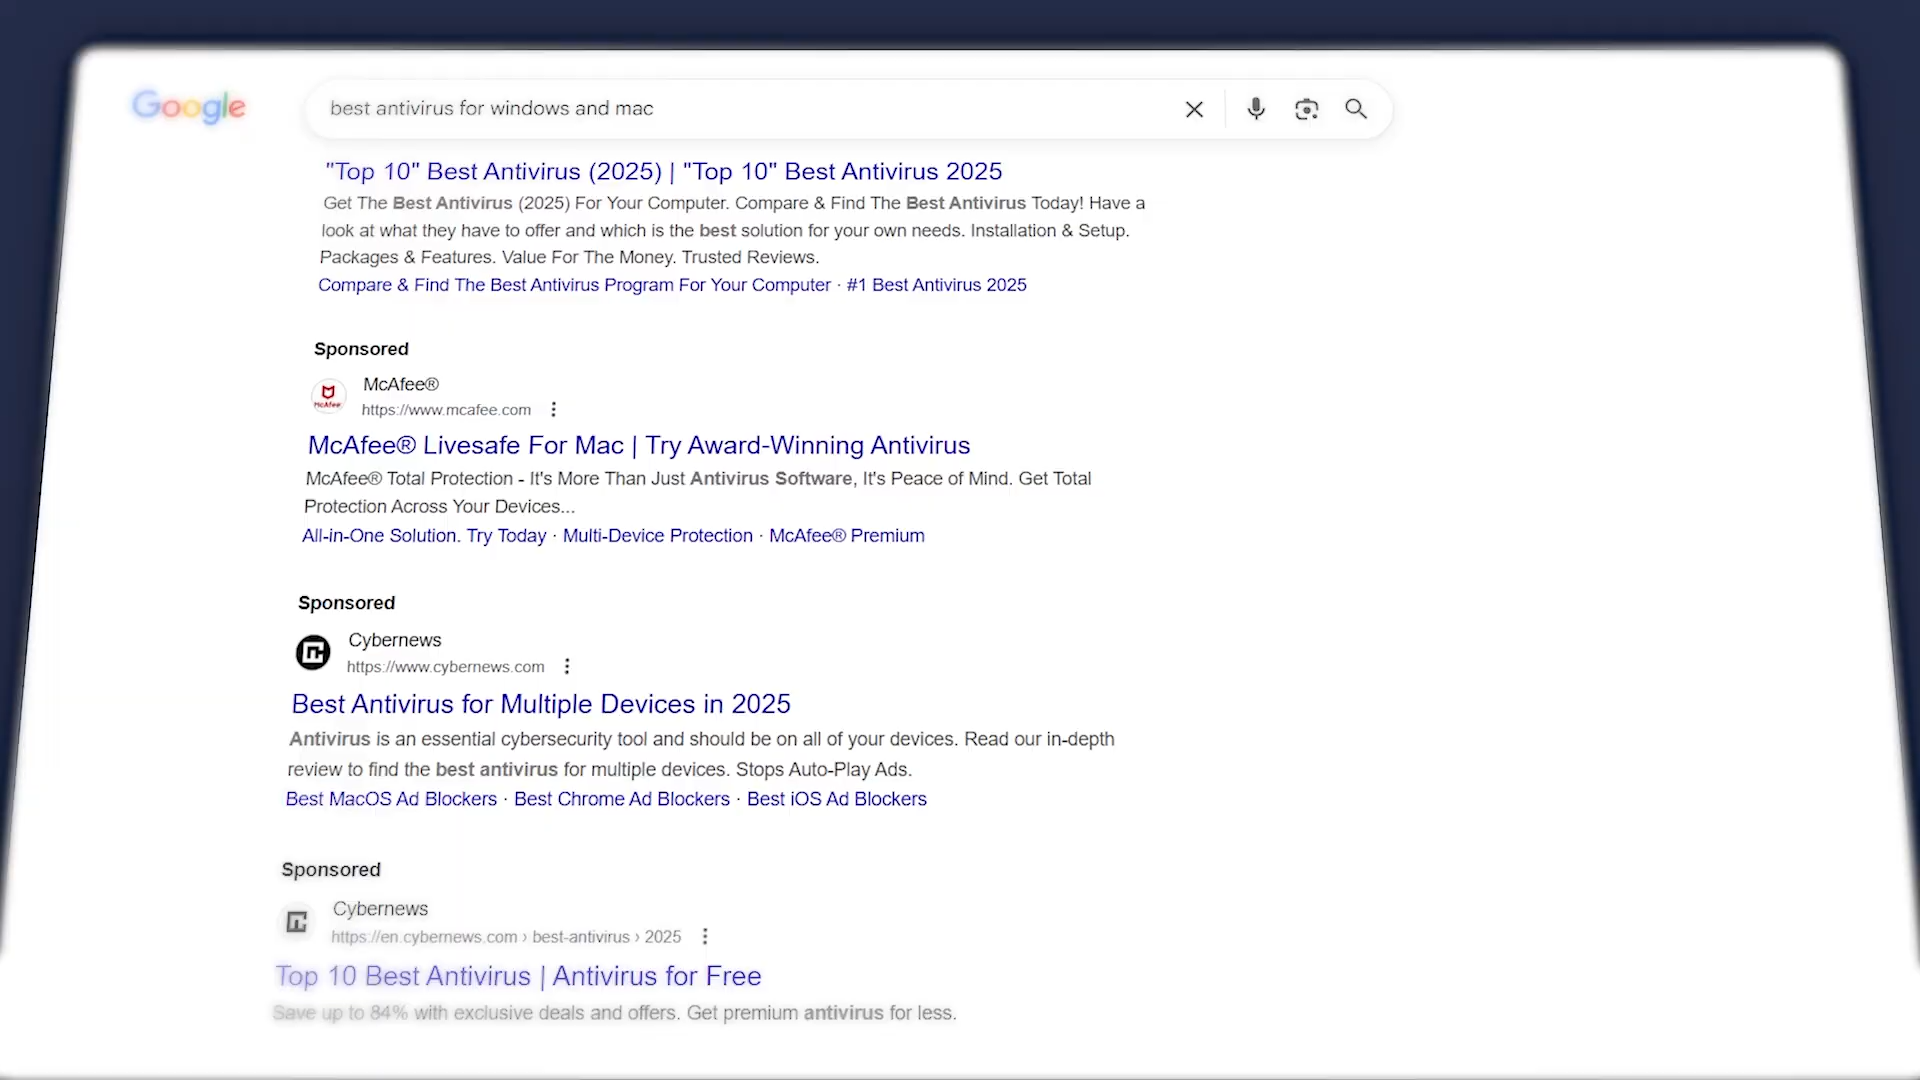 Google
best antivirus for windows and mac
"Top 10" Best Antivirus (2025) | "Top 10" Best Antivirus 2025
Get The Best Antivirus (2025) For Your Computer. Compare & Find The Best Antivirus Today! Have a
look at what they have to offer and which is the best solution for your own needs. Installation & Setup.
Packages & Features. Value For The Money. Trusted Reviews.
Compare & Find The Best Antivirus Program For Your Computer · #1 Best Antivirus 2025
Sponsored
McAfee®
McAfee
https://www.mcafee.com
McAfee® Livesafe For Mac | Try Award-Winning Antivirus
McAfee® Total Protection - It's More Than Just Antivirus Software, It's Peace of Mind. Get Total
Protection Across Your Devices...
All-in-One Solution. Try Today · Multi-Device Protection · McAfee® Premium
Sponsored
Cybernews
https://www.cybernews.com
Best Antivirus for Multiple Devices in 2025
Antivirus is an essential cybersecurity tool and should be on all of your devices. Read our in-depth
review to find the best antivirus for multiple devices. Stops Auto-Play Ads.
Best MacOS Ad Blockers · Best Chrome Ad Blockers · Best iOS Ad Blockers
Sponsored
Cybernews
https://en.cybernews.com › best-antivirus › 2025
Top 10 Best Antivirus | Antivirus for Free
Save up to 84% with exclusive deals and offers. Get premium antivirus for less.